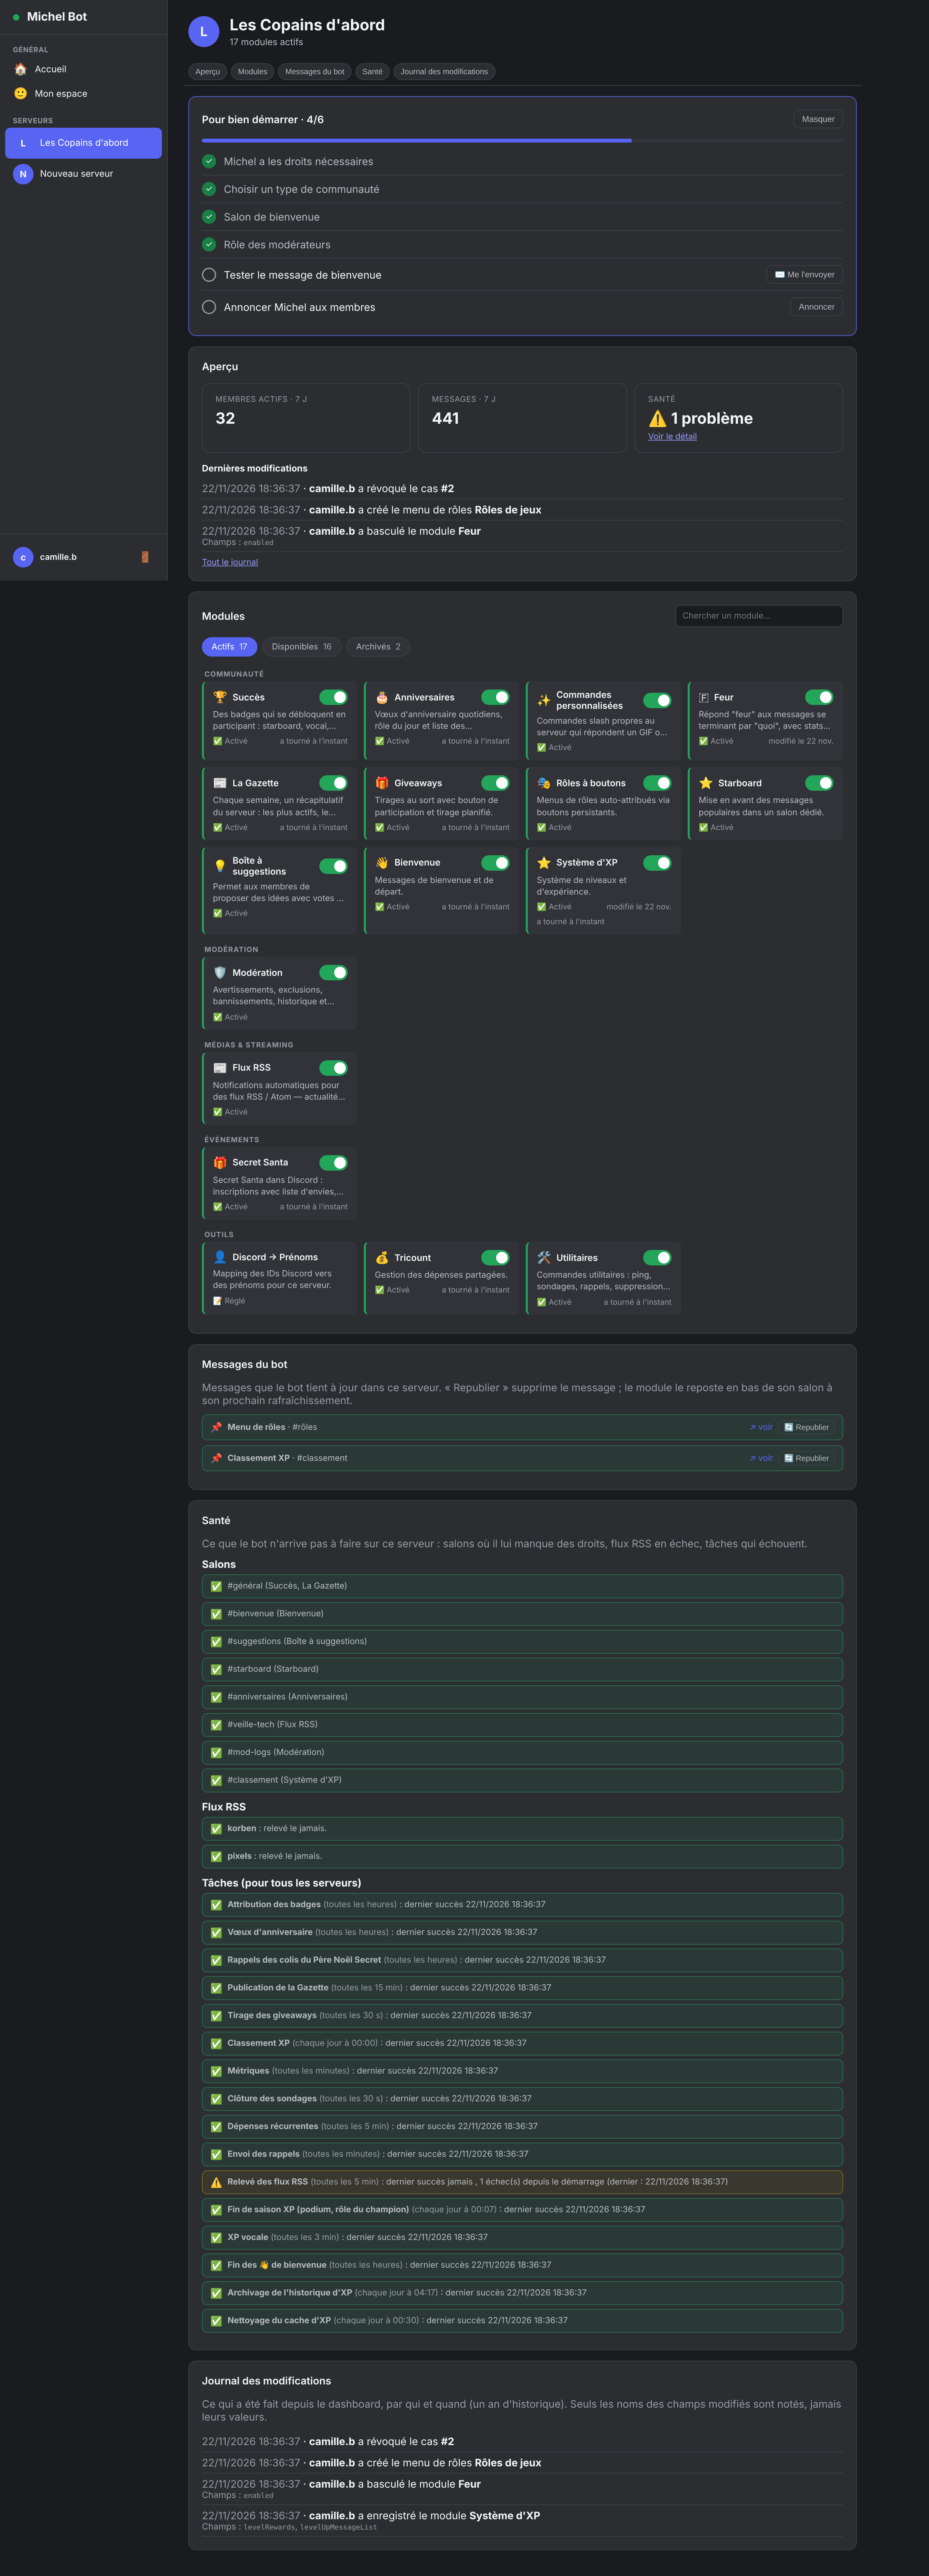 Michel Bot
GÉNÉRAL
Accueil
Mon espace
SERVEURS
L Les Copains d'abord
N Nouveau serveur
c camille.b
L
Les Copains d'abord
17 modules actifs
Aperçu Modules Messages du bot Santé Journal des modifications
Pour bien démarrer · 4/6 Masquer
Michel a les droits nécessaires
Choisir un type de communauté
Salon de bienvenue
Rôle des modérateurs
Tester le message de bienvenue ✉️ Me l'envoyer
Annoncer Michel aux membres Annoncer
Aperçu
MEMBRES ACTIFS · 7 J
32
MESSAGES · 7 J
441
SANTÉ
⚠️ 1 problème
Voir le détail
Dernières modifications
22/11/2026 18:36:37 · camille.b a révoqué le cas #2
22/11/2026 18:36:37 · camille.b a créé le menu de rôles Rôles de jeux
22/11/2026 18:36:37 · camille.b a basculé le module Feur
Champs : enabled
Tout le journal
Modules Chercher un module...
Actifs 17 Disponibles 16 Archivés 2
COMMUNAUTÉ
Succès
Des badges qui se débloquent en
participant : starboard, vocal,…
✅ Activé a tourné à l'instant
Anniversaires
Vœux d'anniversaire quotidiens,
rôle du jour et liste des…
✅ Activé a tourné à l'instant
Commandes
personnalisées
Commandes slash propres au
serveur qui répondent un GIF o…
✅ Activé
🇫 Feur
Répond "feur" aux messages se
terminant par "quoi", avec stats…
✅ Activé modifié le 22 nov.
La Gazette
Chaque semaine, un récapitulatif
du serveur : les plus actifs, le…
✅ Activé a tourné à l'instant
Giveaways
Tirages au sort avec bouton de
participation et tirage planifié.
✅ Activé a tourné à l'instant
Rôles à boutons
Menus de rôles auto-attribués via
boutons persistants.
✅ Activé
Starboard
Mise en avant des messages
populaires dans un salon dédié.
✅ Activé
Boîte à
suggestions
Permet aux membres de
proposer des idées avec votes …
✅ Activé
Bienvenue
Messages de bienvenue et de
départ.
✅ Activé a tourné à l'instant
Système d'XP
Système de niveaux et
d'expérience.
✅ Activé modifié le 22 nov.
a tourné à l'instant
MODÉRATION
Modération
Avertissements, exclusions,
bannissements, historique et…
✅ Activé
MÉDIAS & STREAMING
Flux RSS
Notifications automatiques pour
des flux RSS / Atom — actualité…
✅ Activé
ÉVÉNEMENTS
Secret Santa
Secret Santa dans Discord :
inscriptions avec liste d'envies,…
✅ Activé a tourné à l'instant
OUTILS
Discord → Prénoms
Mapping des IDs Discord vers
des prénoms pour ce serveur.
📝 Réglé
Tricount
Gestion des dépenses partagées.
✅ Activé a tourné à l'instant
Utilitaires
Commandes utilitaires : ping,
sondages, rappels, suppression…
✅ Activé a tourné à l'instant
Messages du bot
Messages que le bot tient à jour dans ce serveur. « Republier » supprime le message ; le module le reposte en bas de son salon à
son prochain rafraîchissement.
📌 Menu de rôles · #rôles ↗ voir 🔄 Republier
📌 Classement XP · #classement ↗ voir 🔄 Republier
Santé
Ce que le bot n'arrive pas à faire sur ce serveur : salons où il lui manque des droits, flux RSS en échec, tâches qui échouent.
Salons
✅ #général (Succès, La Gazette)
✅ #bienvenue (Bienvenue)
✅ #suggestions (Boîte à suggestions)
✅ #starboard (Starboard)
✅ #anniversaires (Anniversaires)
✅ #veille-tech (Flux RSS)
✅ #mod-logs (Modération)
✅ #classement (Système d'XP)
Flux RSS
✅ korben : relevé le jamais.
✅ pixels : relevé le jamais.
Tâches (pour tous les serveurs)
✅ Attribution des badges (toutes les heures) : dernier succès 22/11/2026 18:36:37
✅ Vœux d'anniversaire (toutes les heures) : dernier succès 22/11/2026 18:36:37
✅ Rappels des colis du Père Noël Secret (toutes les heures) : dernier succès 22/11/2026 18:36:37
✅ Publication de la Gazette (toutes les 15 min) : dernier succès 22/11/2026 18:36:37
✅ Tirage des giveaways (toutes les 30 s) : dernier succès 22/11/2026 18:36:37
✅ Classement XP (chaque jour à 00:00) : dernier succès 22/11/2026 18:36:37
✅ Métriques (toutes les minutes) : dernier succès 22/11/2026 18:36:37
✅ Clôture des sondages (toutes les 30 s) : dernier succès 22/11/2026 18:36:37
✅ Dépenses récurrentes (toutes les 5 min) : dernier succès 22/11/2026 18:36:37
✅ Envoi des rappels (toutes les minutes) : dernier succès 22/11/2026 18:36:37
⚠️ Relevé des flux RSS (toutes les 5 min) : dernier succès jamais , 1 échec(s) depuis le démarrage (dernier : 22/11/2026 18:36:37)
✅ Fin de saison XP (podium, rôle du champion) (chaque jour à 00:07) : dernier succès 22/11/2026 18:36:37
✅ XP vocale (toutes les 3 min) : dernier succès 22/11/2026 18:36:37
✅ Fin des 👋 de bienvenue (toutes les heures) : dernier succès 22/11/2026 18:36:37
✅ Archivage de l'historique d'XP (chaque jour à 04:17) : dernier succès 22/11/2026 18:36:37
✅ Nettoyage du cache d'XP (chaque jour à 00:30) : dernier succès 22/11/2026 18:36:37
Journal des modifications
Ce qui a été fait depuis le dashboard, par qui et quand (un an d'historique). Seuls les noms des champs modifiés sont notés, jamais
leurs valeurs.
22/11/2026 18:36:37 · camille.b a révoqué le cas #2
22/11/2026 18:36:37 · camille.b a créé le menu de rôles Rôles de jeux
22/11/2026 18:36:37 · camille.b a basculé le module Feur
Champs : enabled
22/11/2026 18:36:37 · camille.b a enregistré le module Système d'XP
Champs : levelRewards, levelUpMessageList